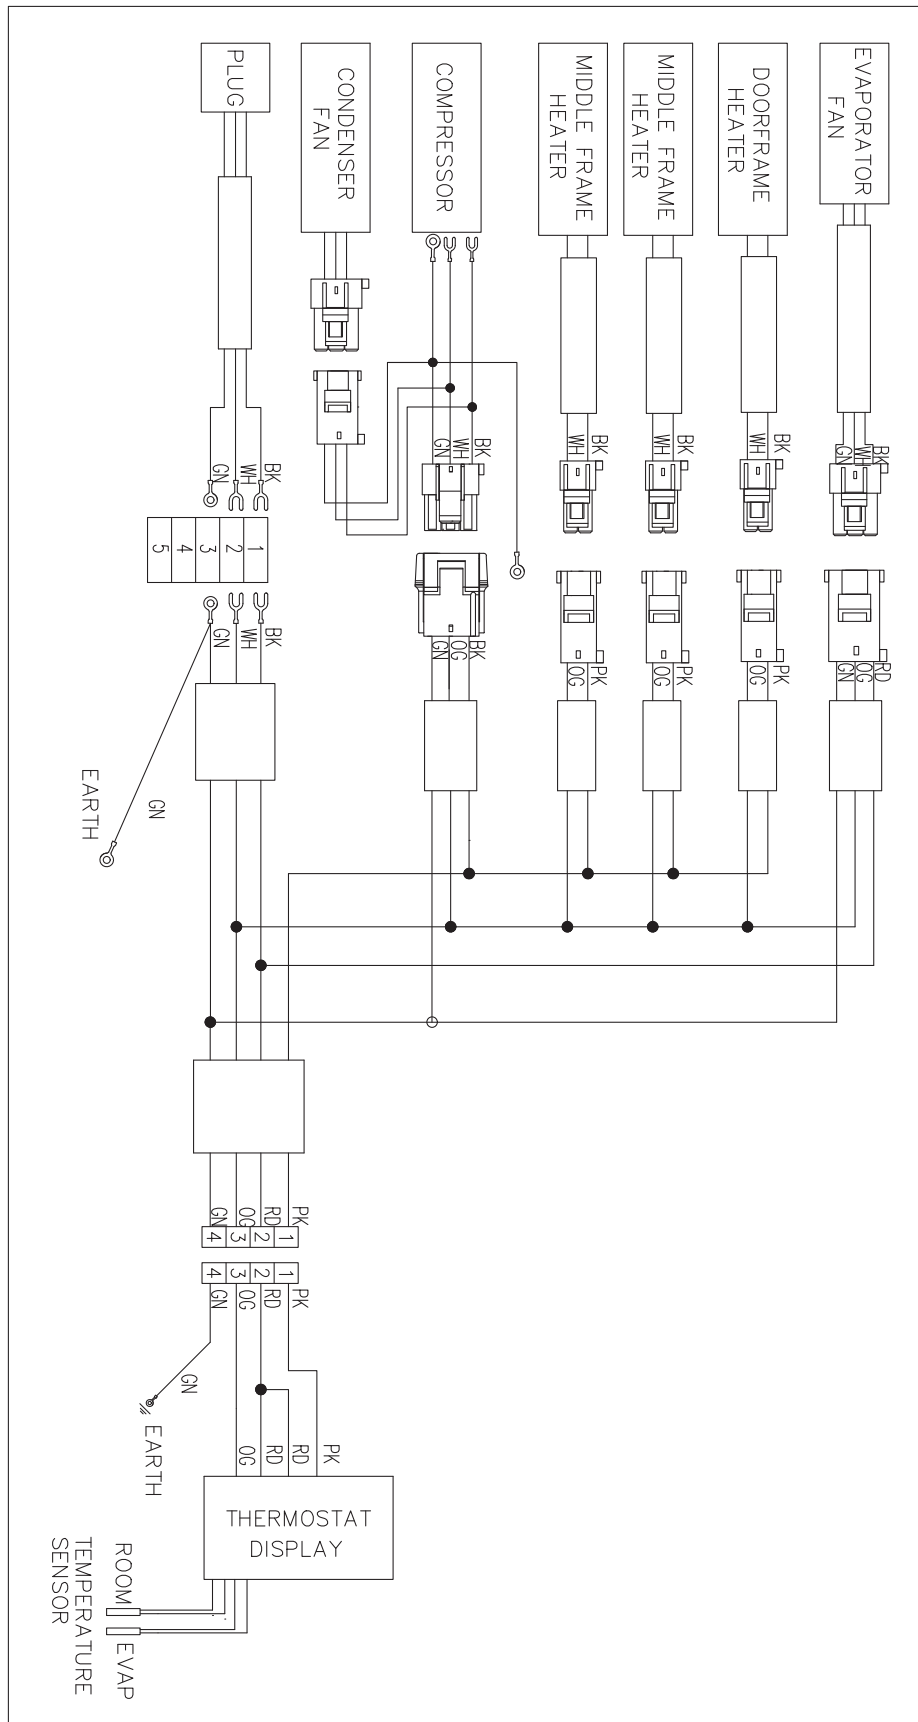 PLUG
CONDENSER
FAN
COMPRESSOR
MIDDLE FRAME
HEATER
MIDDLE FRAME
HEATER
DOORFRAME
HEATER
EVAPORATOR
FAN
GN
WH
BK
GN
WH
BK
WH
BK
WH
BK
WH
BK
GN
WH
BK
5
4
3
2
1
GN
WH
BK
GN
OG
BK
OG
PK
OG
PK
OG
PK
GN
OG
RD
GN
EARTH
GN
OG
RD
PK
4
3
2
1
4
3
2
1
GN
OG
RD
PK
GN
EARTH
OG
RD
RD
PK
THERMOSTAT
DISPLAY
ROOM
EVAP
TEMPERATURE
SENSOR